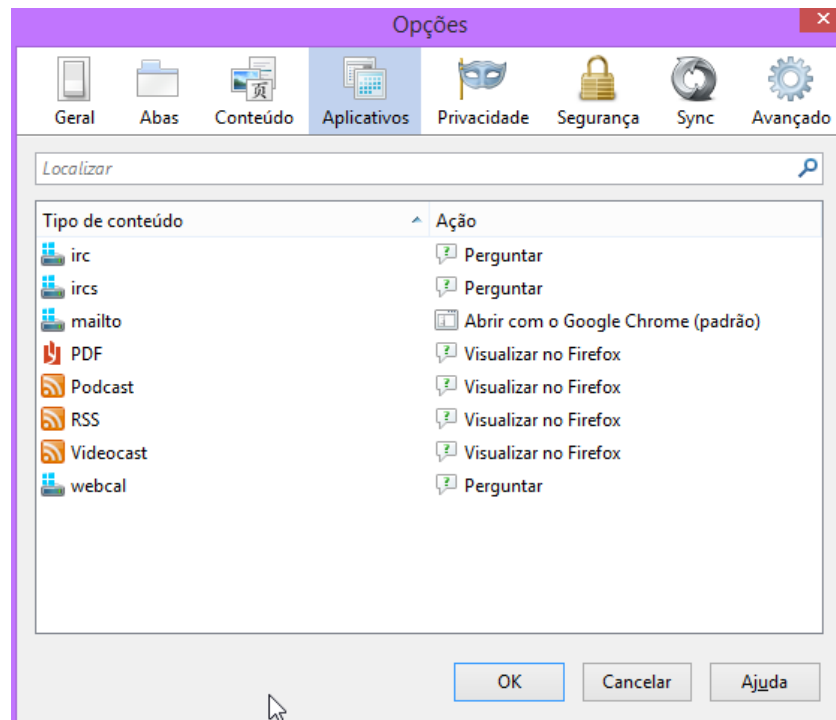 Opções
Geral Abas Conteúdo Aplicativos Privacidade Segurança Sync Avançado
Localizar
Tipo de conteúdo Ação
irc Perguntar
ircs Perguntar
mailto Abrir com o Google Chrome (padrão)
PDF Visualizar no Firefox
Podcast Visualizar no Firefox
RSS Visualizar no Firefox
Videocast Visualizar no Firefox
webcal Perguntar
OK Cancelar Ajuda